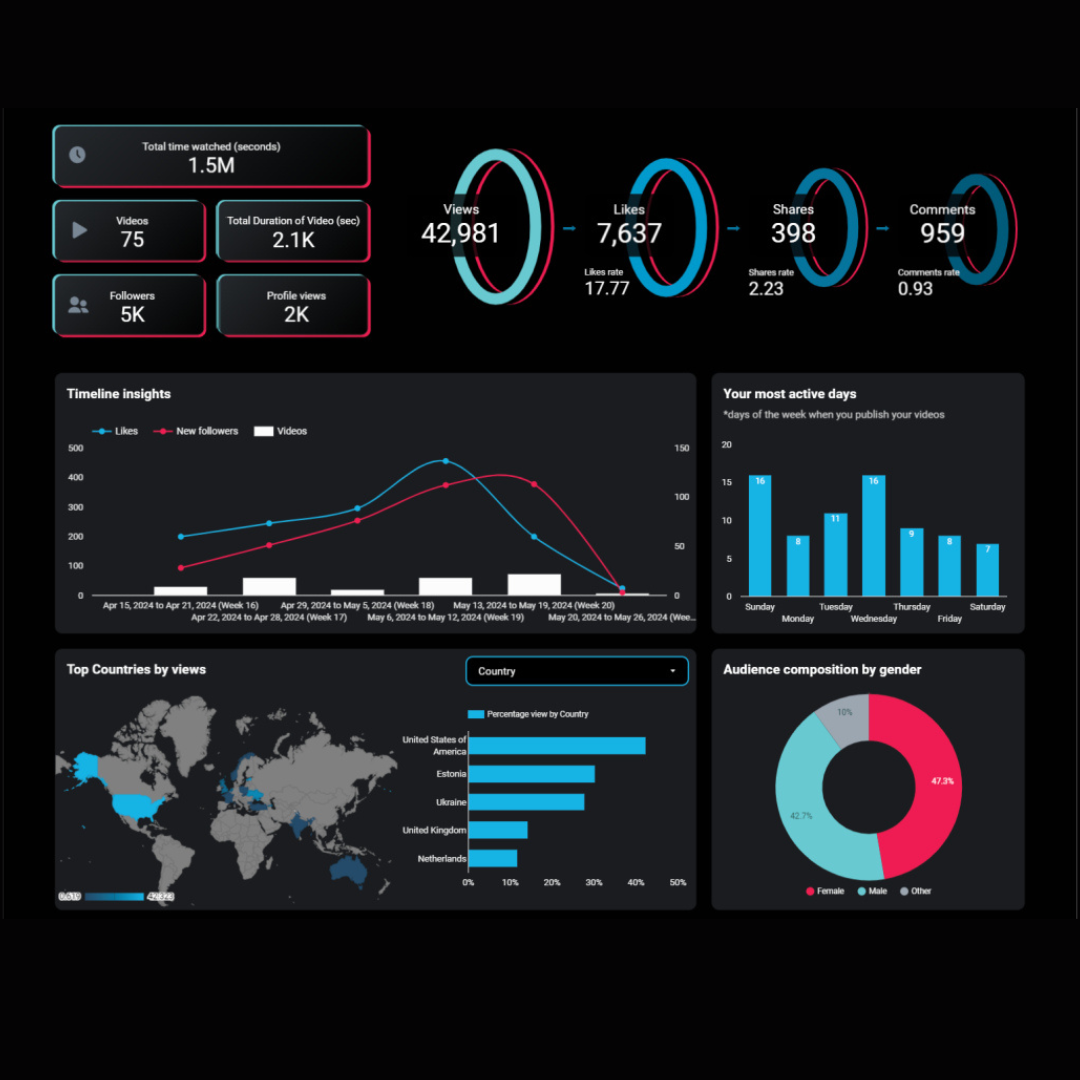 Total time watched (seconds)
1.5M
Videos
75
Total Duration of Video (sec)
2.1K
Followers
5K
Profile views
2K
Views
42,981
Likes
7,637
Likes rate
17.77
Shares
398
Shares rate
2.23
Comments
959
Comments rate
0.93
Timeline insights
Likes
New followers
Videos
500
400
300
200
100
0
150
100
50
0
Apr 15, 2024 to Apr 21, 2024 (Week 16)
Apr 22, 2024 to Apr 28, 2024 (Week 17)
Apr 29, 2024 to May 5, 2024 (Week 18)
May 6, 2024 to May 12, 2024 (Week 19)
May 13, 2024 to May 19, 2024 (Week 20)
May 20, 2024 to May 26, 2024 (Wee...
Your most active days
*days of the week when you publish your videos
20
15
10
5
0
16
8
11
16
9
8
7
Sunday
Monday
Tuesday
Wednesday
Thursday
Friday
Saturday
Top Countries by views
Country
Percentage view by Country
United States of
America
Estonia
Ukraine
United Kingdom
Netherlands
0%
10%
20%
30%
40%
50%
0.619
42.323
Audience composition by gender
10%
47.3%
42.7%
Female
Male
Other